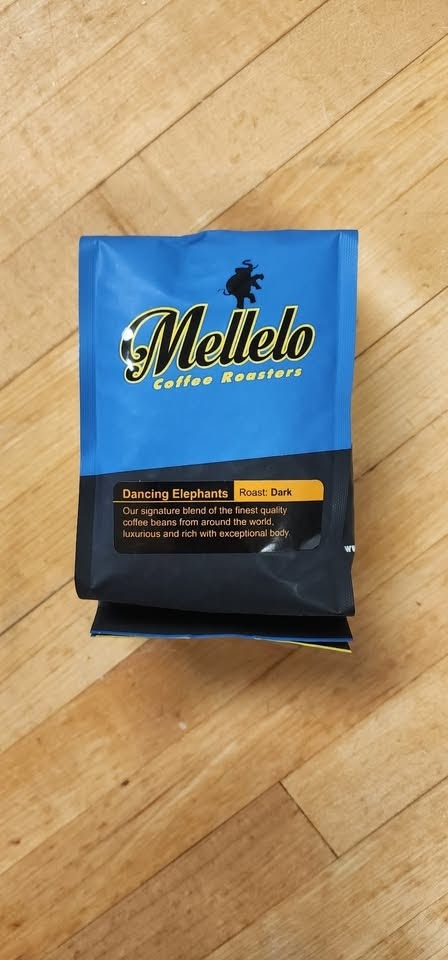 Mellelo
Coffee Roasters
Dancing Elephants Roast: Dark
Our signature blend of the finest quality
coffee beans from around the world,
luxurious and rich with exceptional body